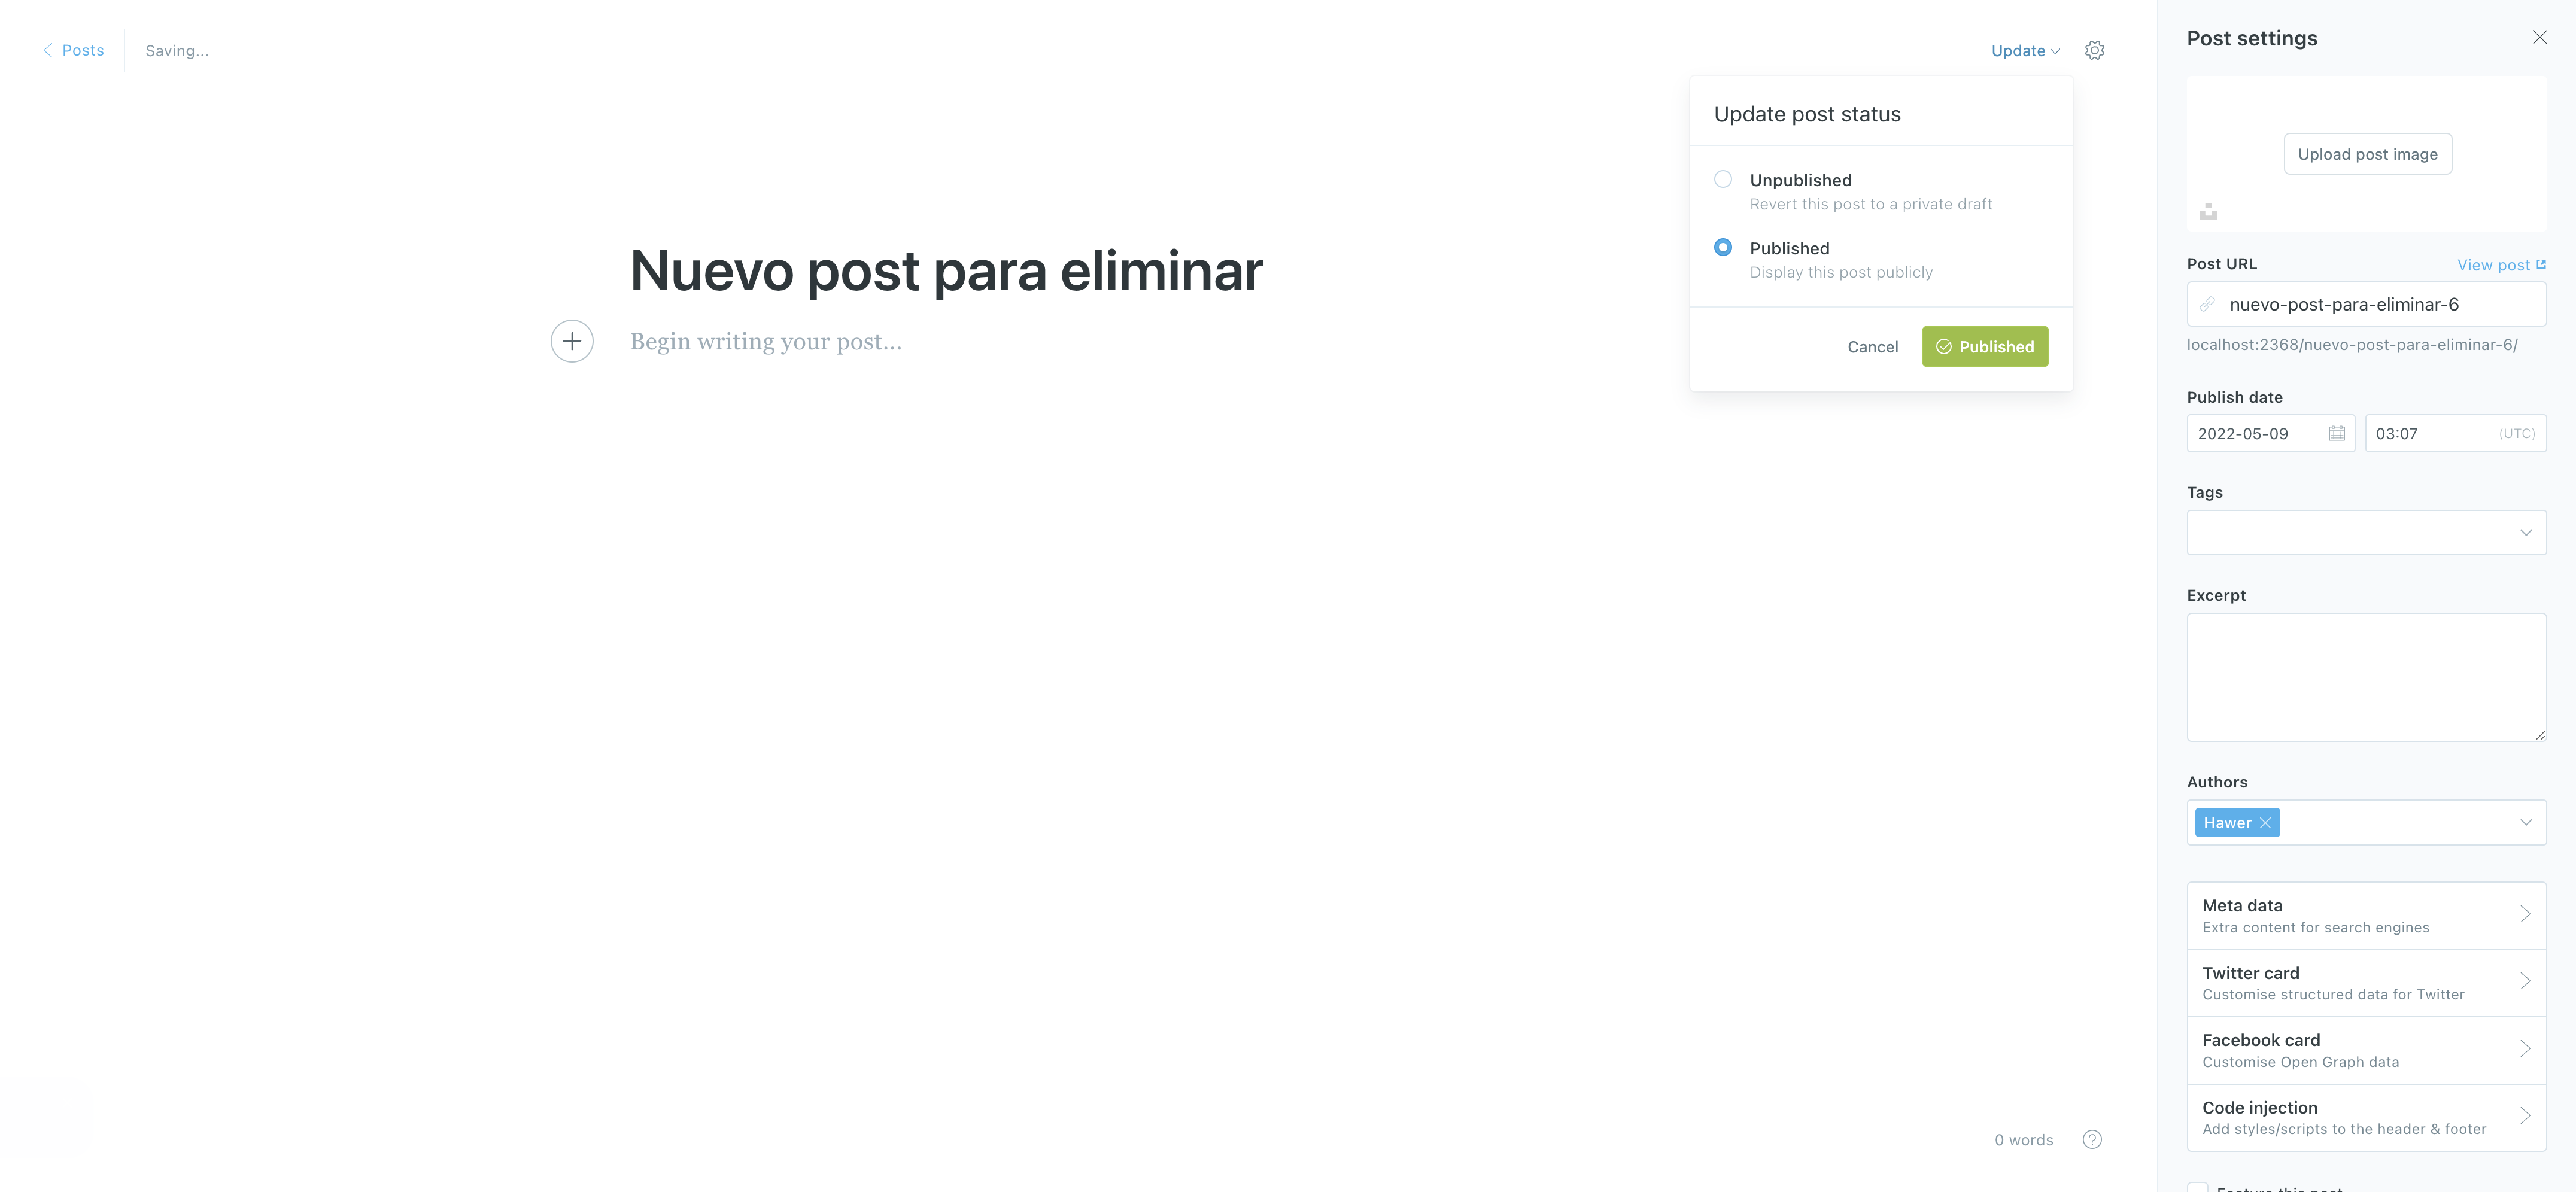 Posts
Saving...
Update
Update post status
Unpublished
Revert this post to a private draft
Published
Display this post publicly
Cancel
Published
Nuevo post para eliminar
Begin writing your post...
0 words
?
Post settings
Upload post image
Post URL
View post
nuevo-post-para-eliminar-6
localhost:2368/nuevo-post-para-eliminar-6/
Publish date
2022-05-09
03:07 (UTC)
Tags
Excerpt
Authors
Hawer
Meta data
Extra content for search engines
Twitter card
Customise structured data for Twitter
Facebook card
Customise Open Graph data
Code injection
Add styles/scripts to the header & footer
Feature this post